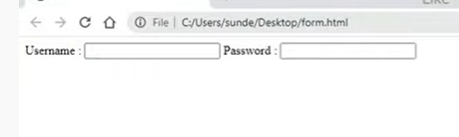 File | C:/Users/sunde/Desktop/form.html
Username : Password :